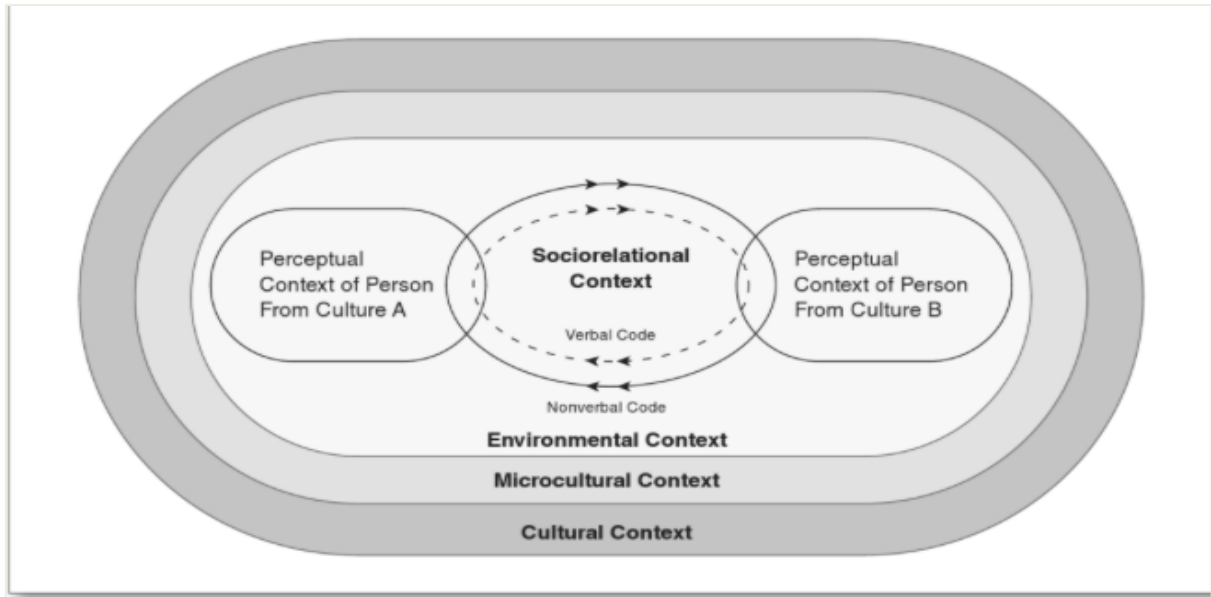 Perceptual
Context of Person
From Culture A
Sociorelational
Context
Verbal Code
Nonverbal Code
Perceptual
Context of Person
From Culture B
Environmental Context
Microcultural Context
Cultural Context